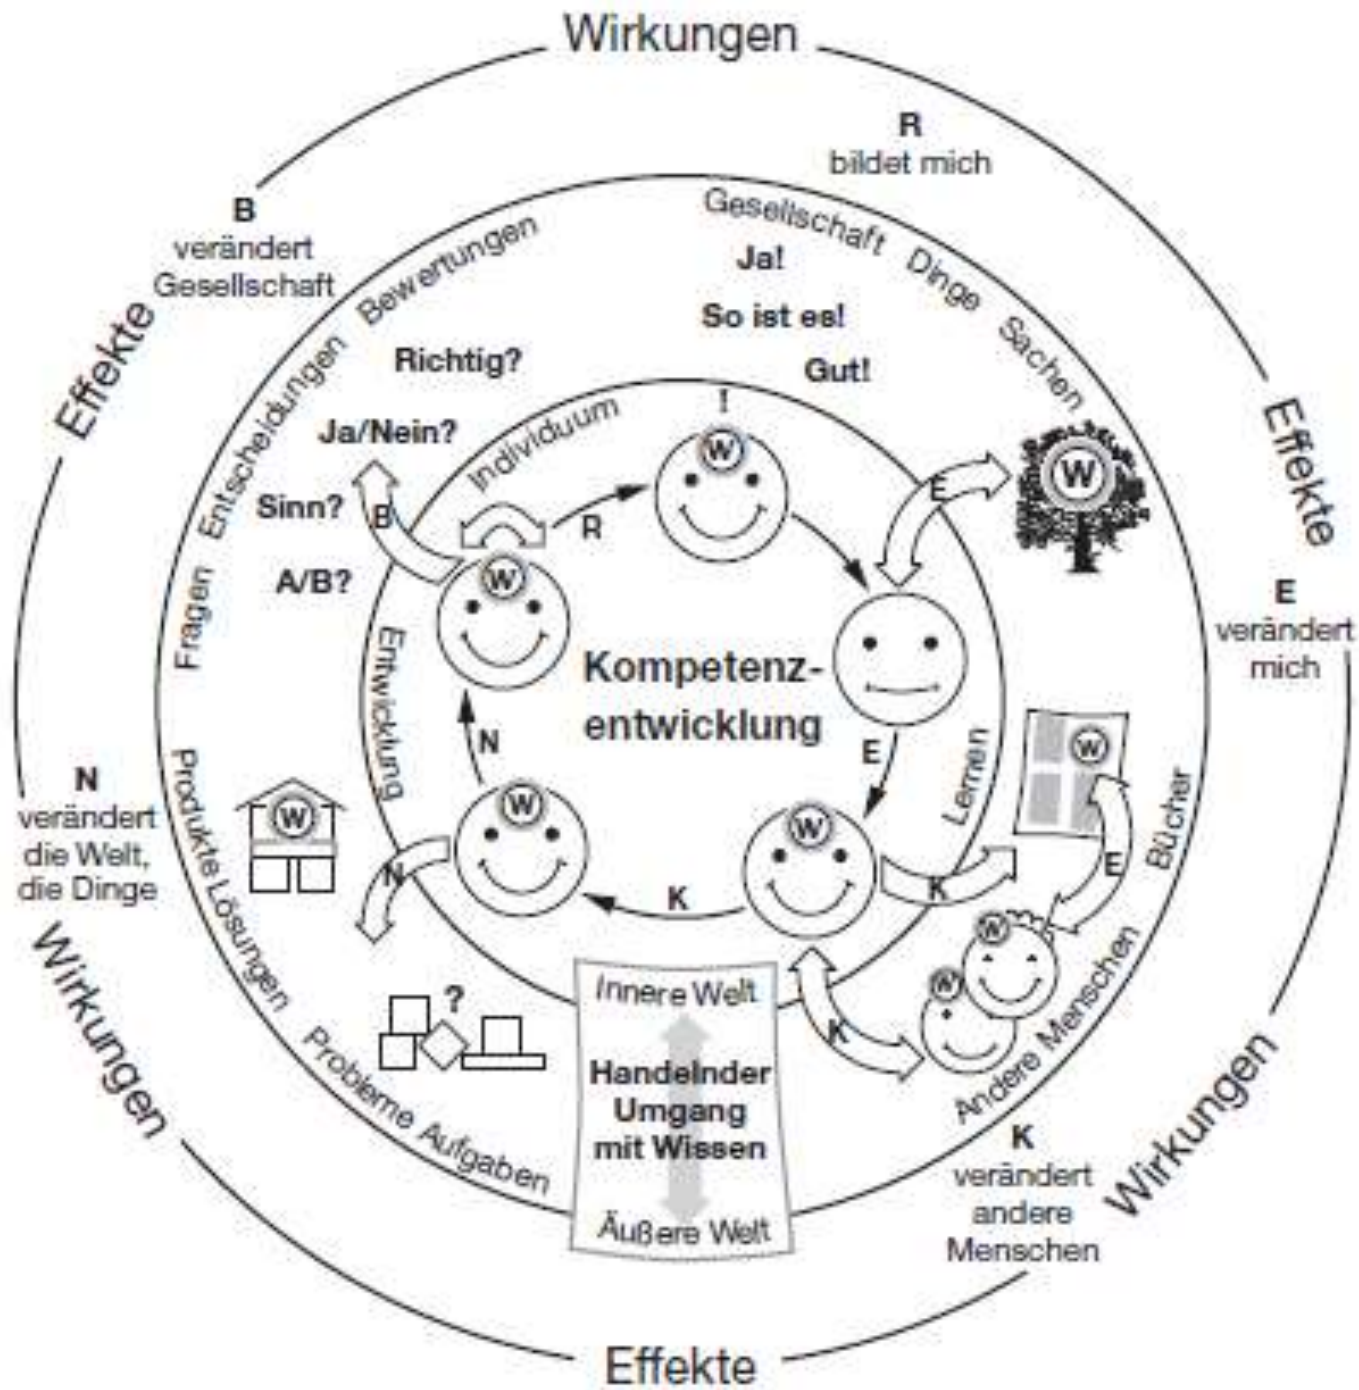 Wirkungen
R
bildet mich
B
verändert
Gesellschaft
Effekte
Effekte
Bewertungen
Entscheidungen
Fragen
Gesellschaft Dinge Sachen
Ja!
So ist es!
Gut!
Richtig?
Ja/Nein?
Sinn?
A/B?
Individuum
!
W
W
E
B
R
W
E
verändert
mich
Entwicklung
Kompetenz-
entwicklung
Lernen
N
E
W
Bücher
E
N
verändert
die Welt,
die Dinge
W
N
W
W
K
K
Produkte Lösungen
Probleme Aufgaben
?
W
W
K
Andere Menschen
Innere Welt
Handelnder
Umgang
mit Wissen
Äußere Welt
K
verändert
andere
Menschen
Wirkungen
Wirkungen
Effekte